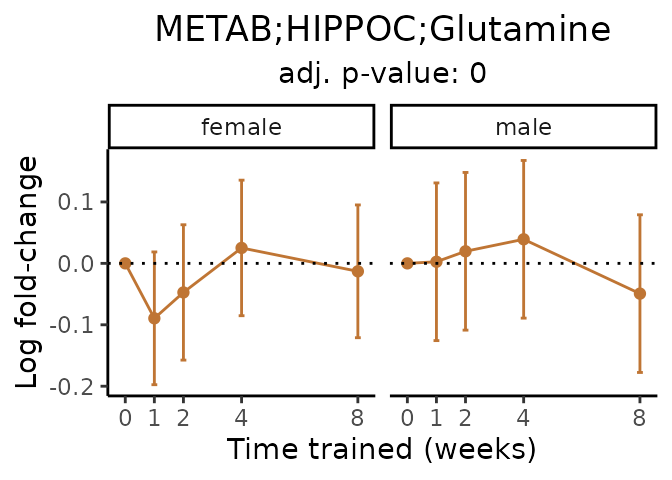 METAB;HIPPOC;Glutamine
adj. p-value: 0
female male
Log fold-change
0.1
0.0
-0.1
-0.2
0 1 2 4 8 0 1 2 4 8
Time trained (weeks)